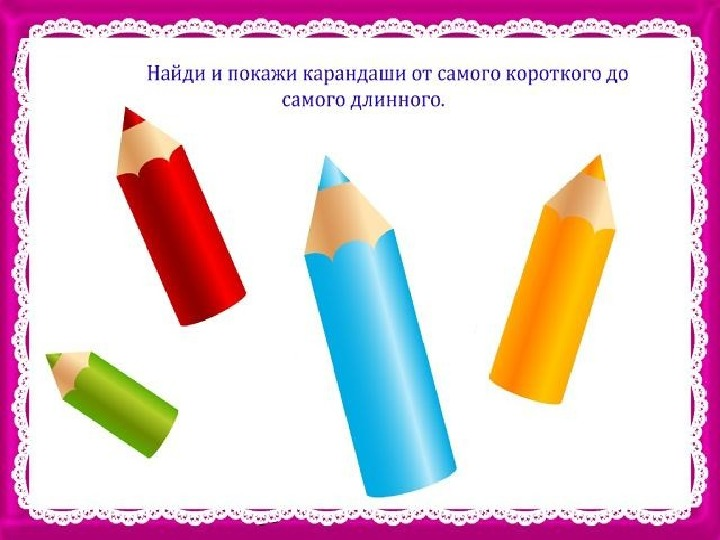 Найди и покажи карандаши от самого короткого до
самого длинного.